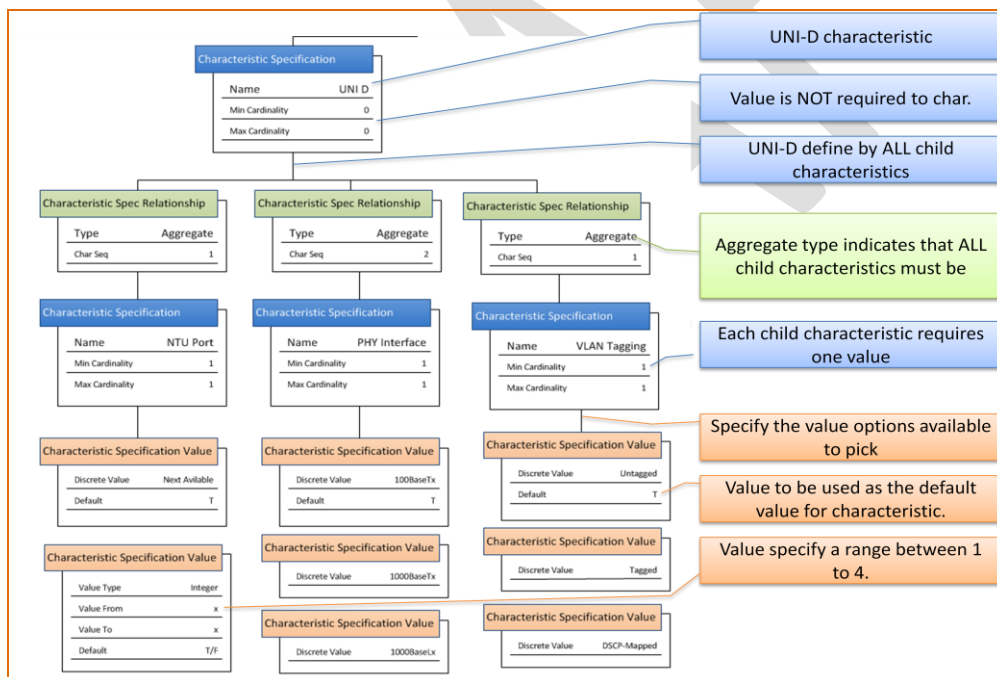 Characteristic Specification
Name UNI D
Min Cardinality 0
Max Cardinality 0
UNI-D characteristic
Value is NOT required to char.
UNI-D define by ALL child
characteristics
Characteristic Spec Relationship
Type Aggregate
Char Seq 1
Characteristic Spec Relationship
Type Aggregate
Char Seq 2
Characteristic Spec Relationship
Type Aggregate
Char Seq 1
Aggregate type indicates that ALL
child characteristics must be
Characteristic Specification
Name NTU Port
Min Cardinality 1
Max Cardinality 1
Characteristic Specification
Name PHY Interface
Min Cardinality 1
Max Cardinality 1
Characteristic Specification
Name VLAN Tagging
Min Cardinality 1
Max Cardinality 1
Each child characteristic requires
one value
Characteristic Specification Value
Discrete Value Next Avilable
Default T
Characteristic Specification Value
Discrete Value 100BaseTx
Default T
Characteristic Specification Value
Discrete Value Untagged
Default T
Specify the value options available
to pick
Value to be used as the default
value for characteristic.
Characteristic Specification Value
Value Type Integer
Value From x
Value To x
Default T/F
Characteristic Specification Value
Discrete Value 1000BaseTx
Characteristic Specification Value
Discrete Value Tagged
Value specify a range between 1
to 4.
Characteristic Specification Value
Discrete Value 1000BaseLx
Characteristic Specification Value
Discrete Value DSCP-Mapped